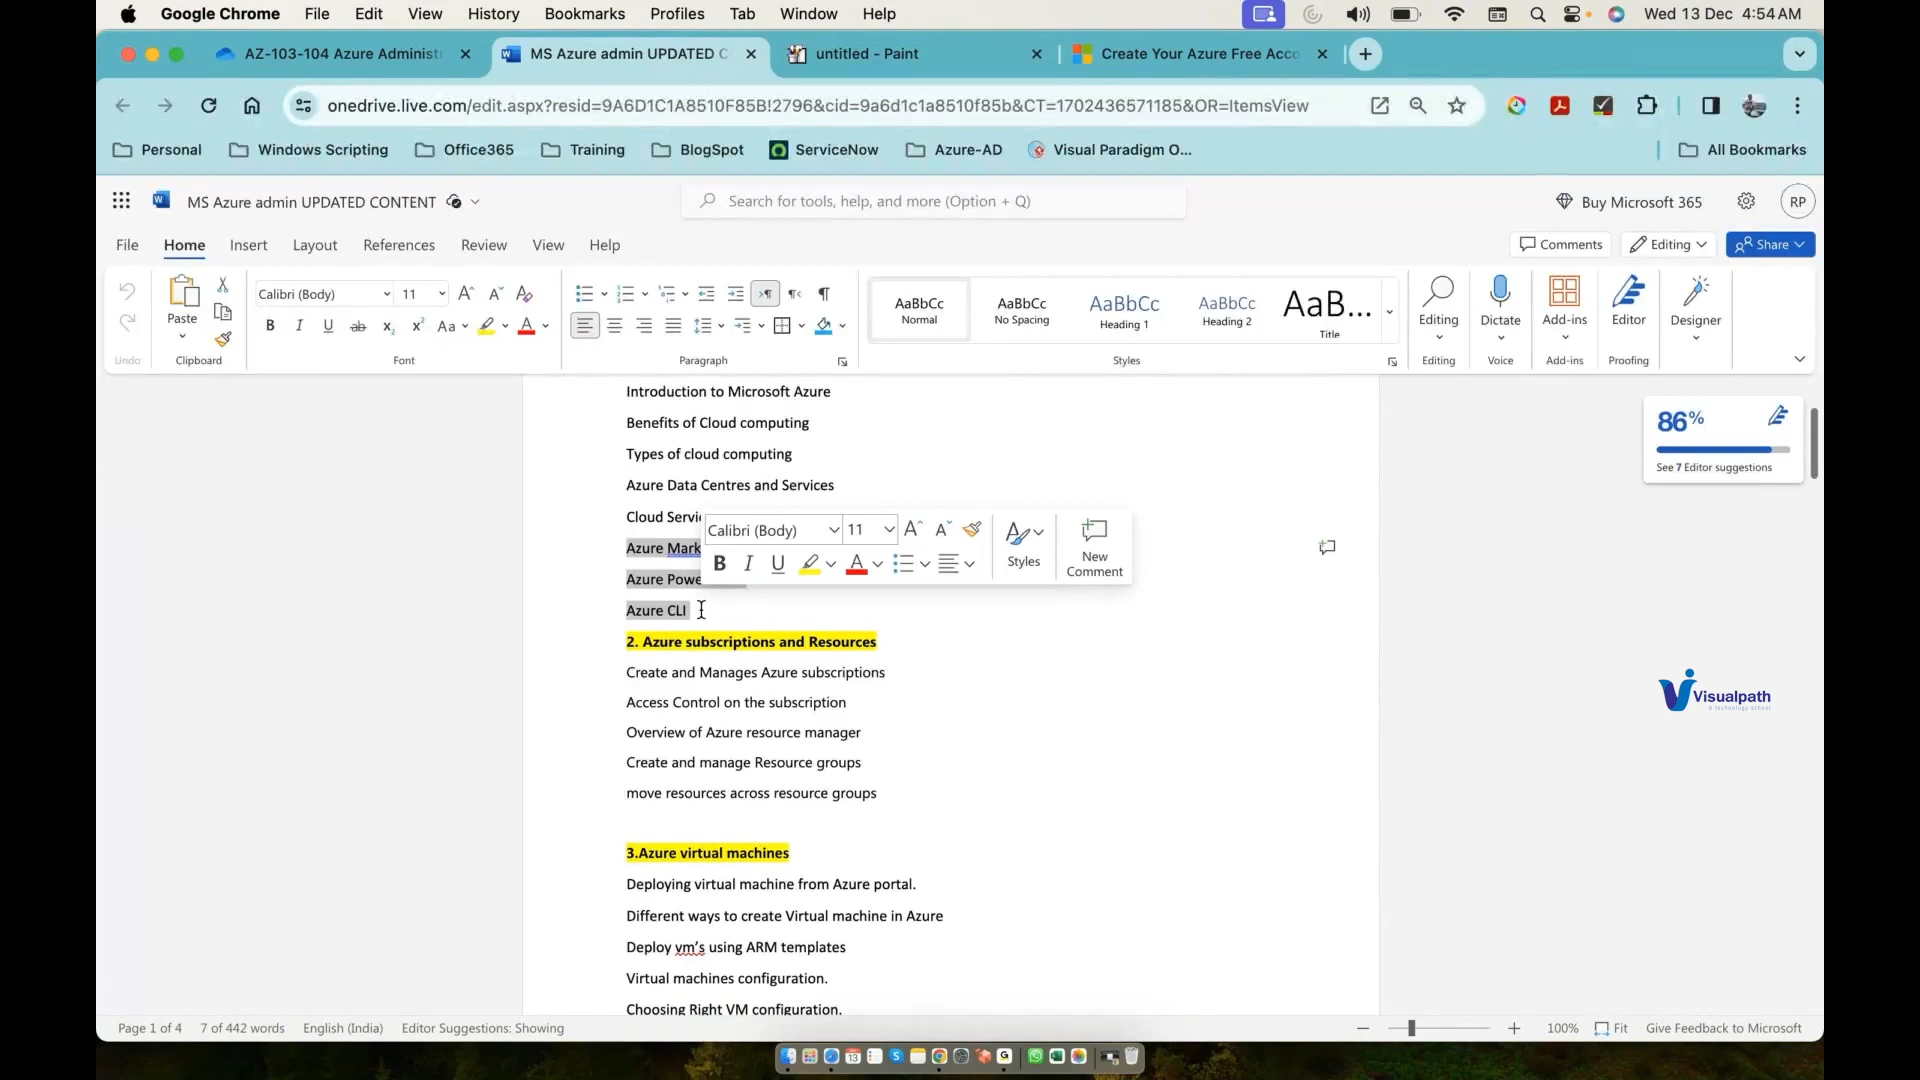 Google Chrome File Edit View History Bookmarks Profiles Tab Window Help Wed 13 Dec 4:54AM
AZ-103-104 Azure Administr MS Azure admin UPDATED C untitled - Paint Create Your Azure Free Acco
onedrive.live.com/edit.aspx?resid=9A6D1C1A8510F85B!2796&cid=9a6d1c1a8510f85b&CT=1702436571185&OR=ItemsView
Personal Windows Scripting Office365 Training BlogSpot ServiceNow Azure-AD Visual Paradigm O... All Bookmarks
MS Azure admin UPDATED CONTENT Search for tools, help, and more (Option + Q) Buy Microsoft 365 RP
File Home Insert Layout References Review View Help Comments Editing Share
Calibri (Body) 11
Paste
AaBbCc AaBbCc AaBbCc AaBbCc AaB...
Normal No Spacing Heading 1 Heading 2 Title
Editing Dictate Add-ins Editor Designer
Undo Clipboard Font Paragraph Styles Editing Voice Add-ins Proofing
Introduction to Microsoft Azure
Benefits of Cloud computing
Types of cloud computing
Azure Data Centres and Services
Cloud Servi
Azure Mark
Azure Powe
Azure CLI
Calibri (Body) 11
B I U
Styles
New
Comment
86%
See 7 Editor suggestions
2. Azure subscriptions and Resources
Create and Manages Azure subscriptions
Access Control on the subscription
Overview of Azure resource manager
Create and manage Resource groups
move resources across resource groups
Visualpath
A technology school
3.Azure virtual machines
Deploying virtual machine from Azure portal.
Different ways to create Virtual machine in Azure
Deploy vm's using ARM templates
Virtual machines configuration.
Choosing Right VM configuration.
Page 1 of 4 7 of 442 words English (India) Editor Suggestions: Showing 100% Fit Give Feedback to Microsoft